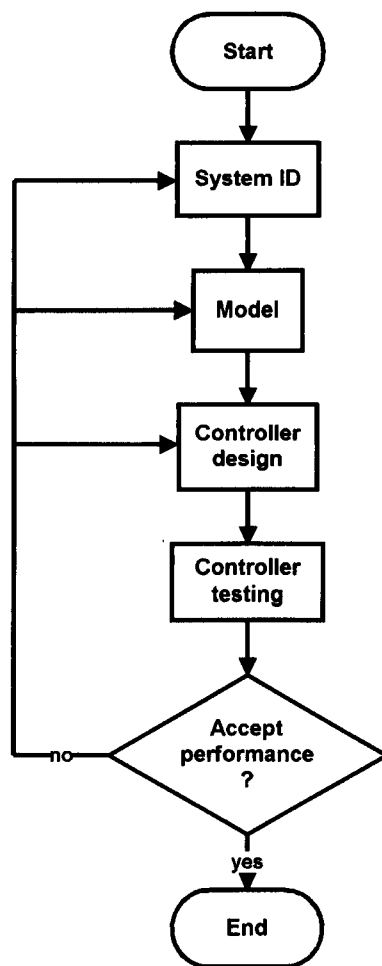 Start
System ID
Model
Controller
design
Controller
testing
Accept
performance
?
no
yes
End